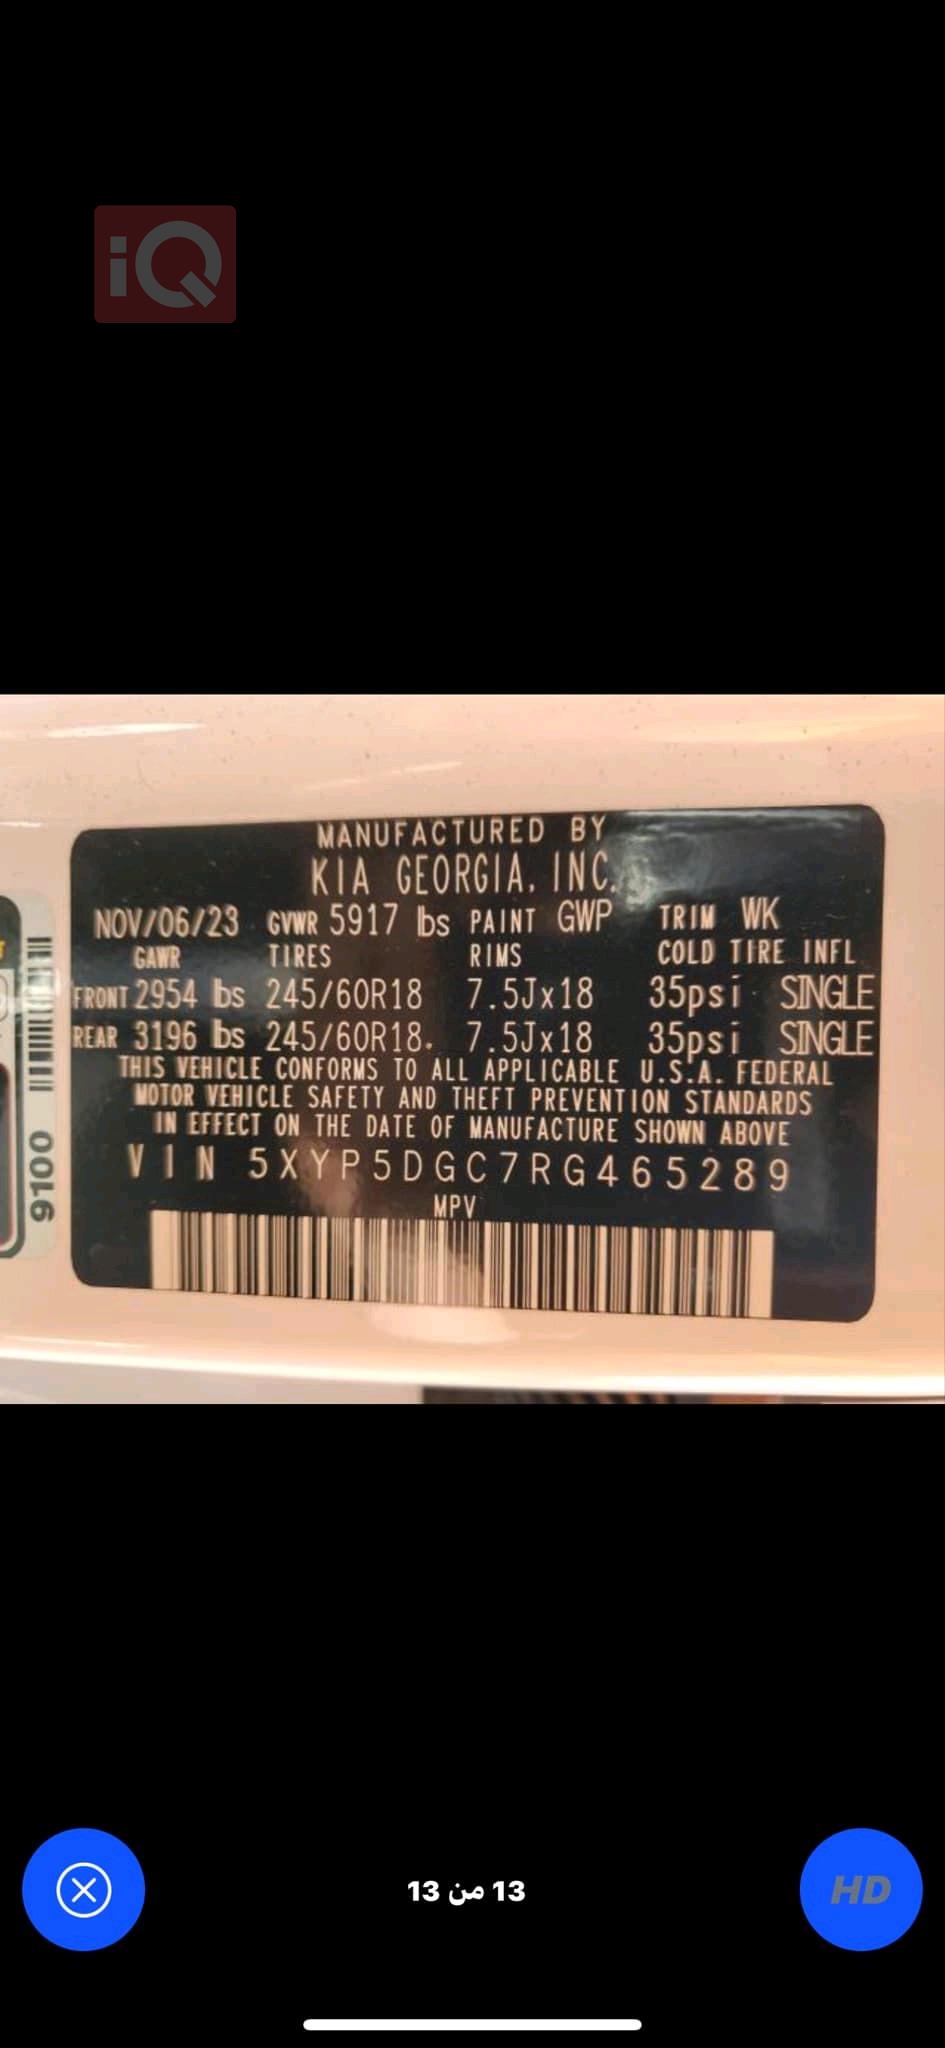 iQ
MANUFACTURED BY
KIA GEORGIA, INC.
NOV/06/23 GVWR 5917 lbs PAINT GWP TRIM WK
GAWR TIRES RIMS COLD TIRE INFL
FRONT 2954 lbs 245/60R18 7.5Jx18 35psi SINGLE
REAR 3196 lbs 245/60R18 7.5Jx18 35psi SINGLE
THIS VEHICLE CONFORMS TO ALL APPLICABLE U.S.A. FEDERAL
MOTOR VEHICLE SAFETY AND THEFT PREVENTION STANDARDS
IN EFFECT ON THE DATE OF MANUFACTURE SHOWN ABOVE
VIN 5XYP5DGC7RG465289
MPV
9100
13 من 13
HD